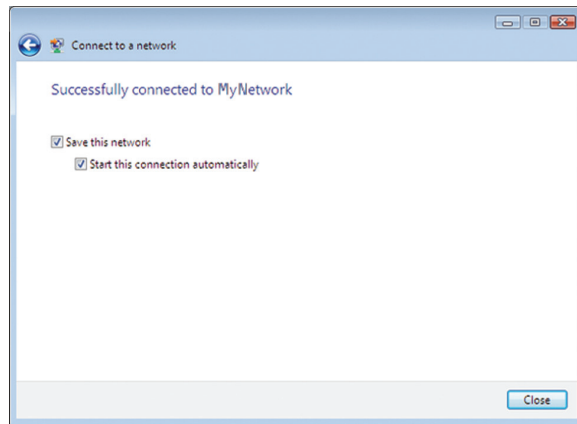 Connect to a network
Successfully connected to MyNetwork
Save this network
Start this connection automatically
Close